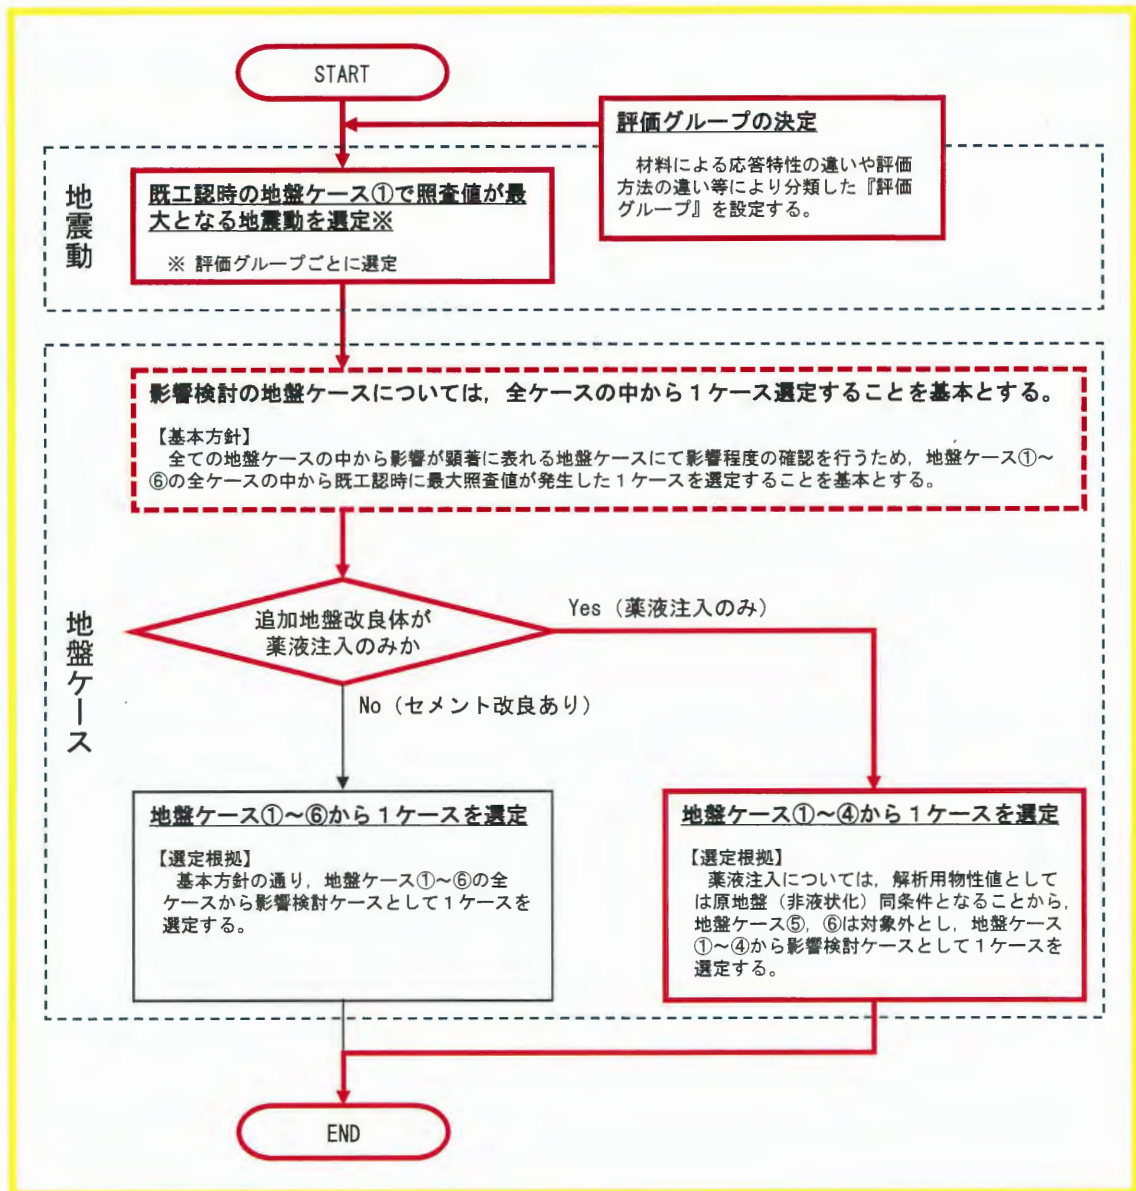 START
評価グループの決定
材料による応答特性の違いや評価
方法の違い等により分類した『評価
グループ』を設定する。
地震動
既工認時の地盤ケース①で照査値が最
大となる地震動を選定※
※ 評価グループごとに選定
影響検討の地盤ケースについては，全ケースの中から１ケース選定することを基本とする。
【基本方針】
全ての地盤ケースの中から影響が顕著に表れる地盤ケースにて影響程度の確認を行うため，地盤ケース①～
⑥の全ケースの中から既工認時に最大照査値が発生した１ケースを選定することを基本とする。
地盤ケース
追加地盤改良体が
薬液注入のみか
Yes（薬液注入のみ）
No（セメント改良あり）
地盤ケース①～⑥から１ケースを選定
【選定根拠】
基本方針の通り，地盤ケース①～⑥の全
ケースから影響検討ケースとして１ケースを
選定する。
地盤ケース①～④から１ケースを選定
【選定根拠】
薬液注入については，解析用物性値として
は原地盤（非液状化）同条件となることから，
地盤ケース⑤，⑥は対象外とし，地盤ケース
①～④から影響検討ケースとして１ケースを
選定する。
END